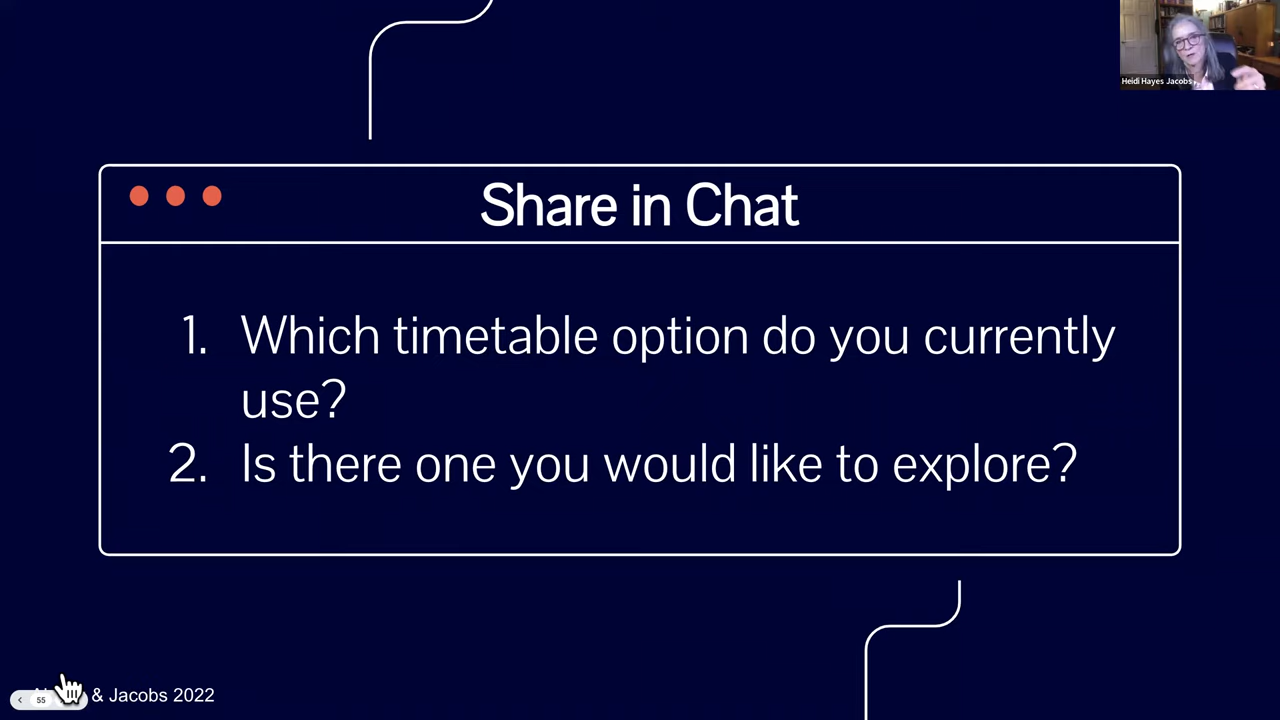 Heidi Hayes Jacobs
Share in Chat
1. Which timetable option do you currently
use?
2. Is there one you would like to explore?
55
& Jacobs 2022